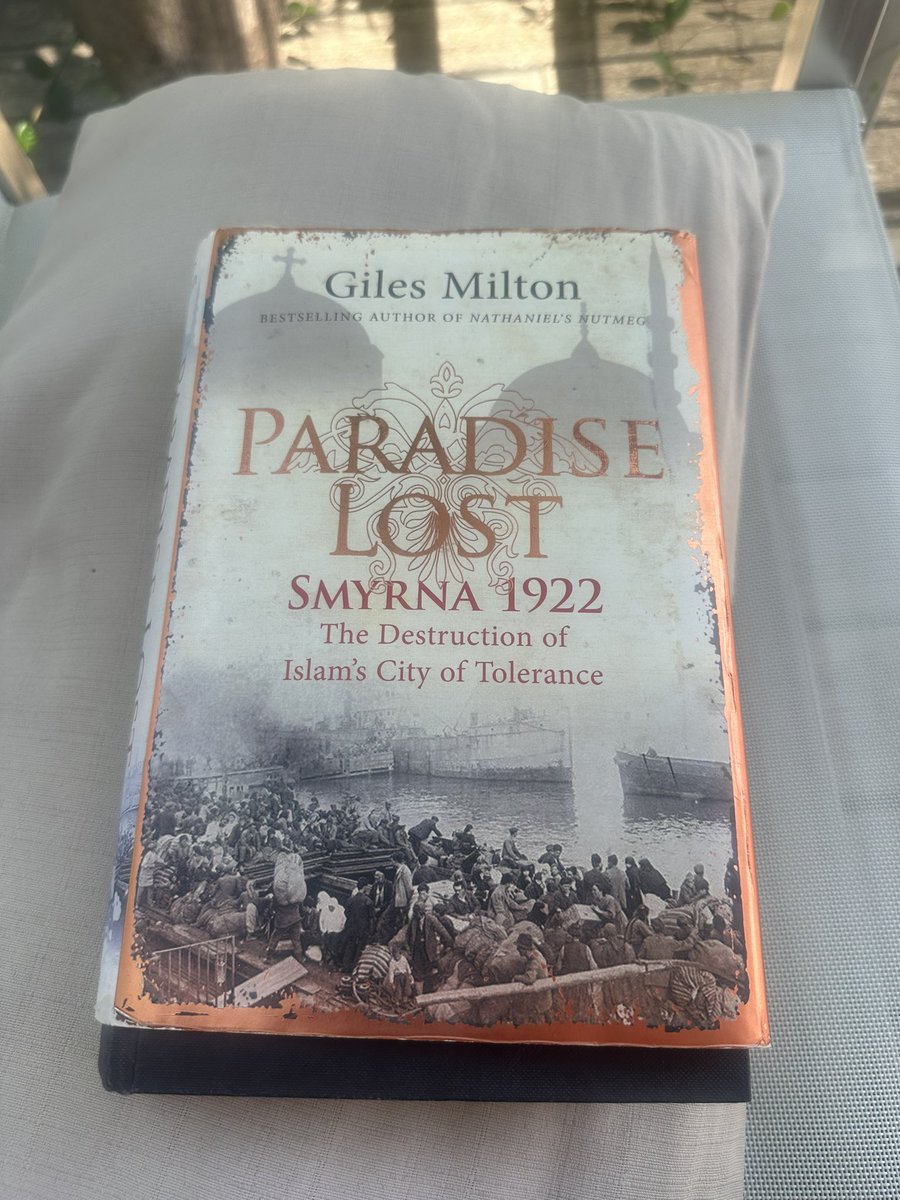 Giles Milton
BESTSELLING AUTHOR OF NATHANIEL'S NUTMEG
PARADISE
LOST
SMYRNA 1922
The Destruction of
Islam's City of Tolerance